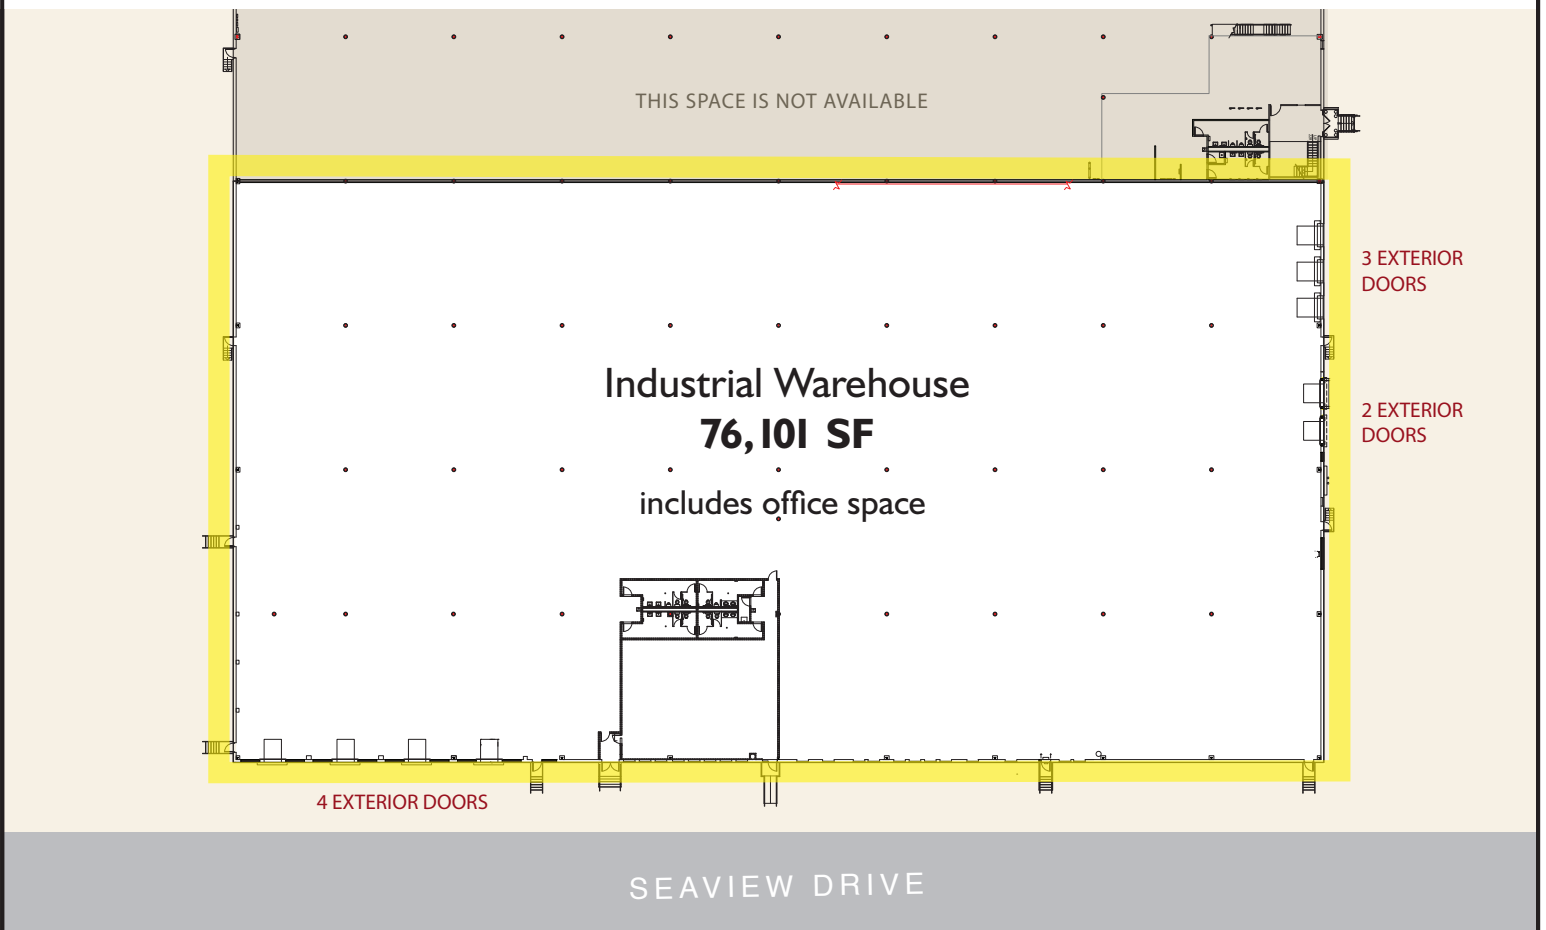 THIS SPACE IS NOT AVAILABLE
3 EXTERIOR
DOORS
Industrial Warehouse
76,101 SF
2 EXTERIOR
DOORS
includes office space
4 EXTERIOR DOORS
SEAVIEW DRIVE